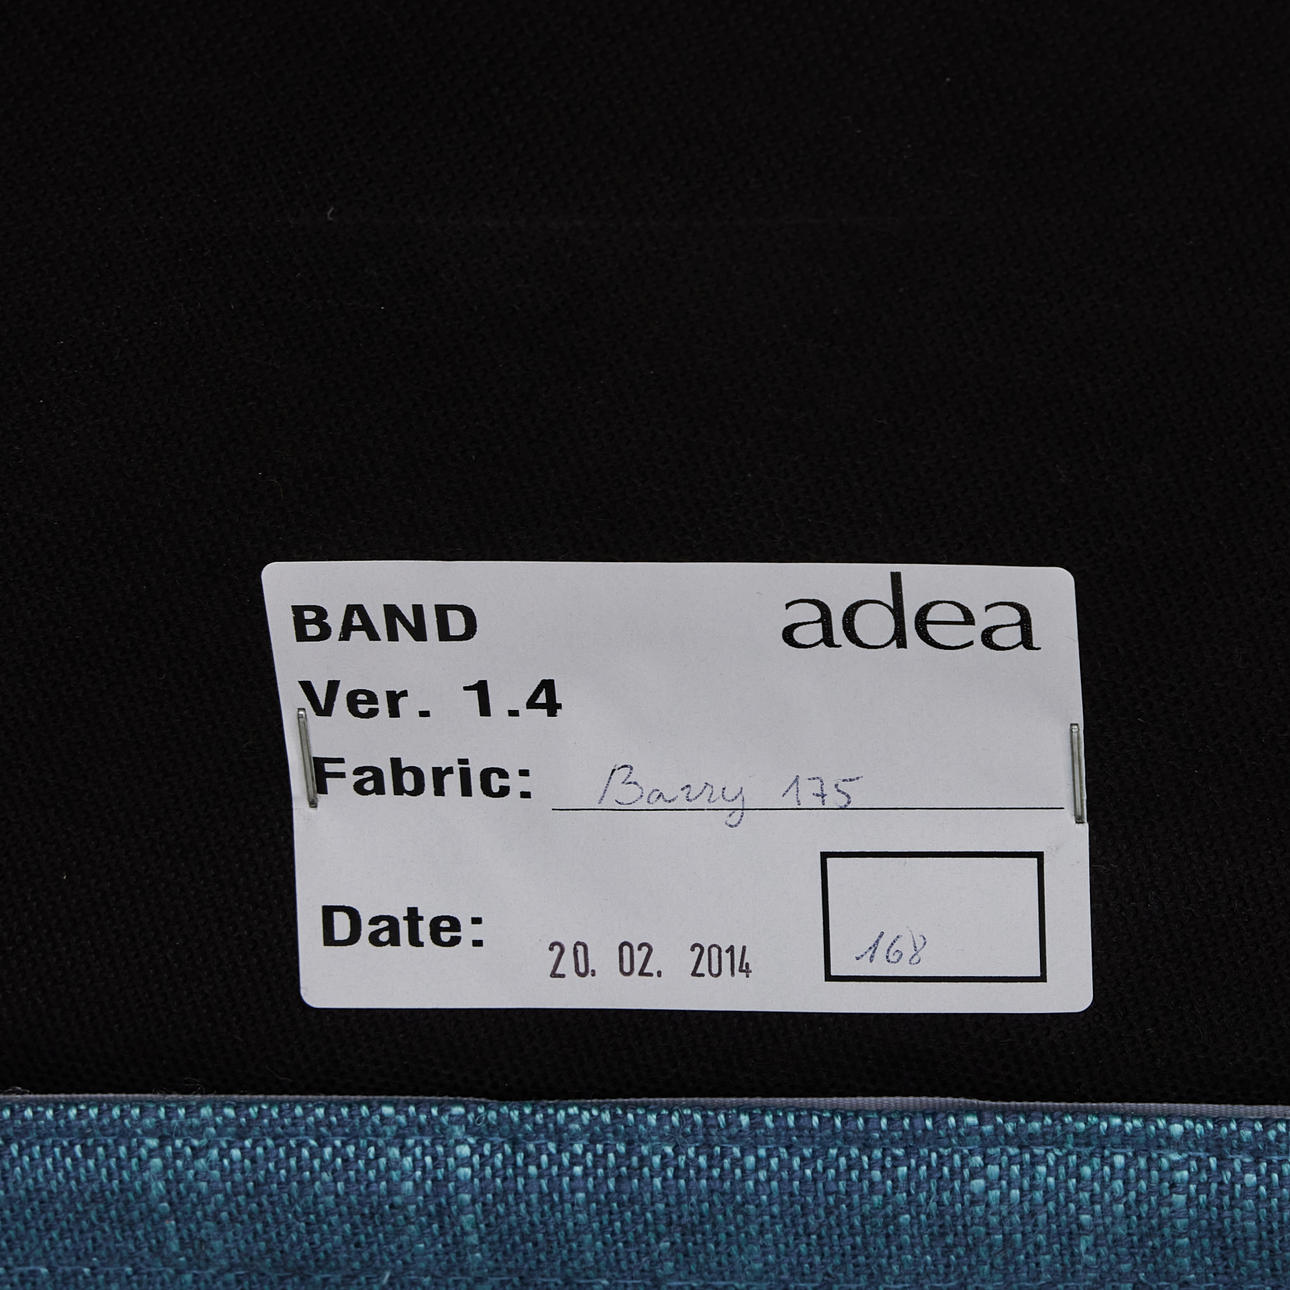 BAND adea
Ver. 1.4
Fabric: Barry 175
Date: 20. 02. 2014 168